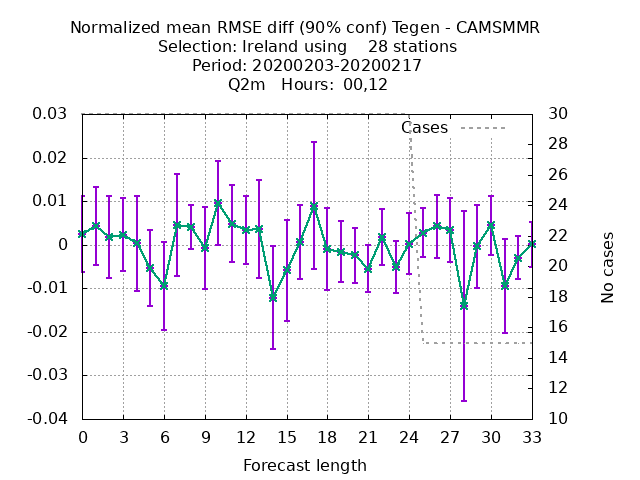 Normalized mean RMSE diff (90% conf) Tegen - CAMSMMR
Selection: Ireland using    28 stations
Period: 20200203-20200217
Q2m   Hours:  00,12
0.03
0.02
0.01
0
-0.01
-0.02
-0.03
-0.04
Cases
30
28
26
24
22
20
18
16
14
12
10
No cases
0 3 6 9 12 15 18 21 24 27 30 33
Forecast length